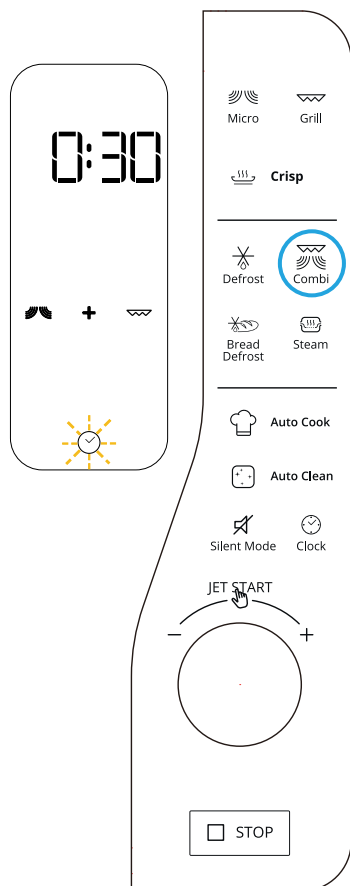 0:30
+
Micro Grill
Crisp
Defrost Combi
Bread Steam
Defrost
Auto Cook
Auto Clean
Silent Mode Clock
JET START
− +
STOP